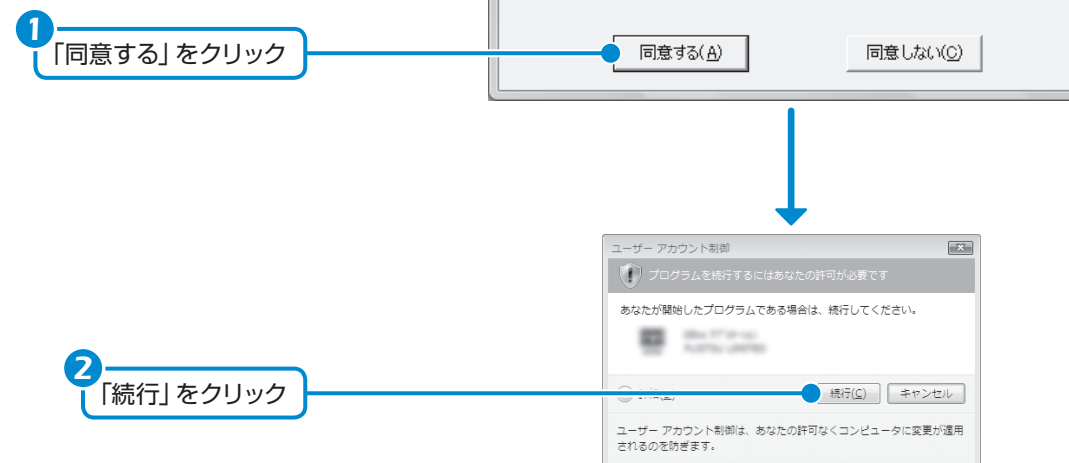 1
「同意する」をクリック
同意する(A)
同意しない(C)
ユーザー アカウント制御
プログラムを続行するにはあなたの許可が必要です
あなたが開始したプログラムである場合は、続行してください。
2
「続行」をクリック
続行(C)
キャンセル
ユーザー アカウント制御は、あなたの許可なくコンピュータに変更が適用
されるのを防ぎます。